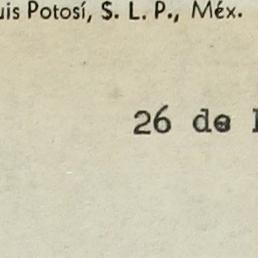 uis Potosí, S. L. P., Méx.
26 de